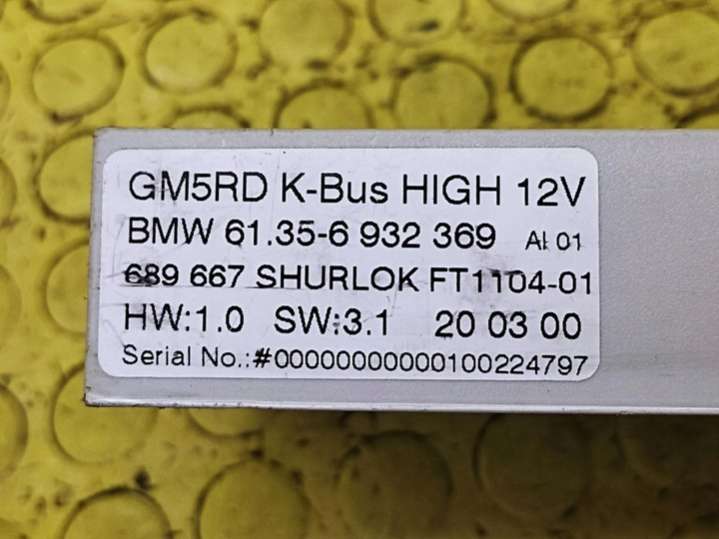 GM5RD K-Bus HIGH 12V
BMW 61.35-6 932 369 AI 01
689 667 SHURLOK FT1104-01
HW:1.0 SW:3.1 20 03 00
Serial No.:#00000000000100224797